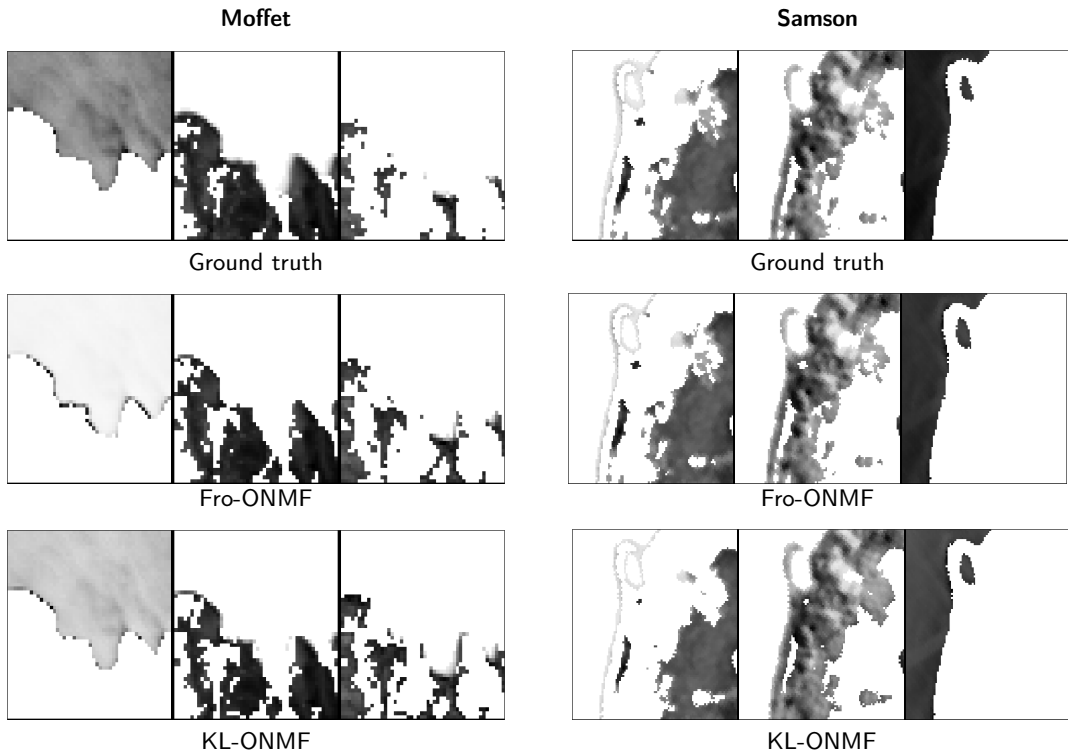 Moffet
Samson
Ground truth
Ground truth
Fro-ONMF
Fro-ONMF
KL-ONMF
KL-ONMF